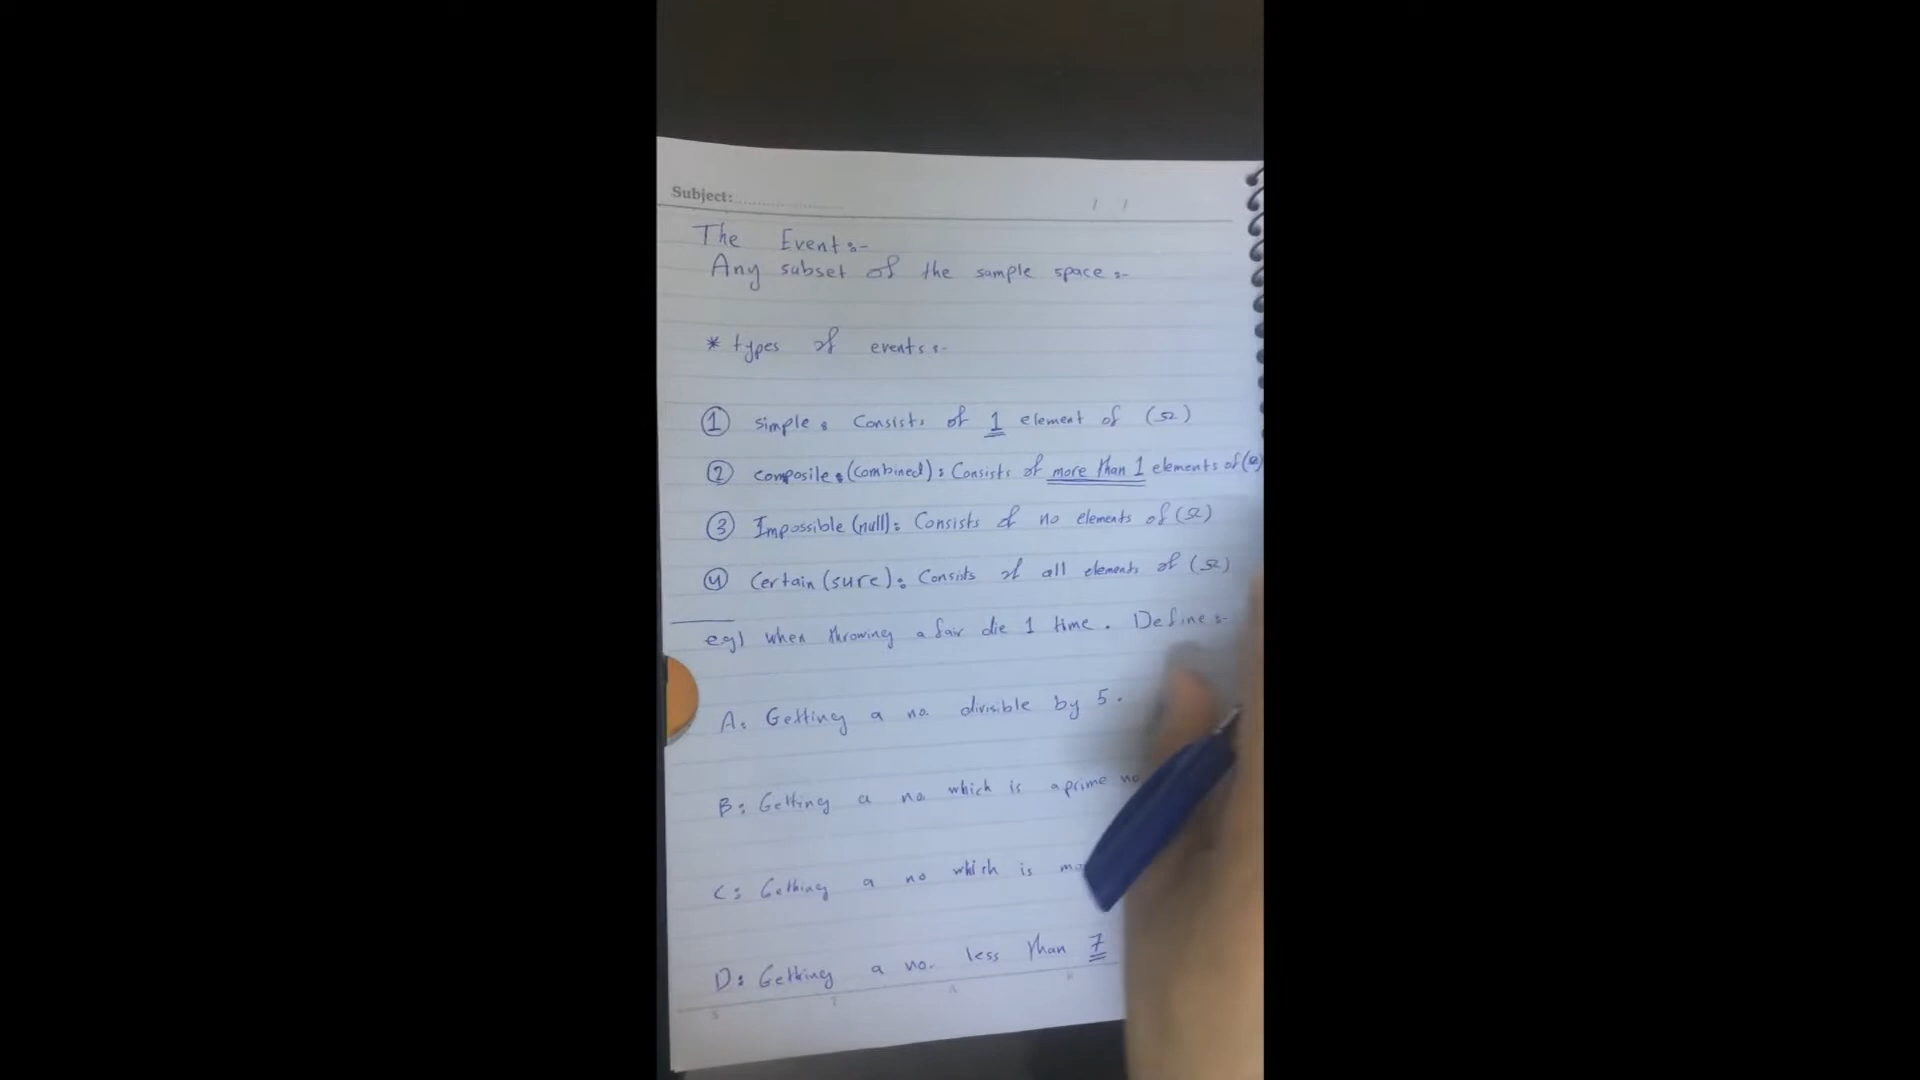 Subject:
The Event:-
Any subset of the sample space:-
* types of events:-
① simple: Consists of 1 element of (Ω)
② composite: (combined): Consists of more than 1 elements of (Ω)
③ Impossible (null): Consists of no elements of (Ω)
④ Certain (sure): Consists of all elements of (Ω)
eg) when throwing a fair die 1 time. Define:-
A: Getting a no. divisible by 5.
B: Getting a no. which is a prime no.
C: Getting a no which is
D: Getting a no. less than 7